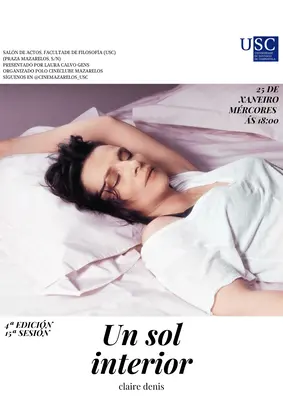 SALÓN DE ACTOS. FACULTADE DE FILOSOFÍA (USC)
(PRAZA MAZARELOS, S/N)
PRESENTADO POR LAURA CALVO GENS
ORGANIZADO POLO CINECLUBE MAZARELOS
SÍGUENOS EN @CINEMAZARELOS_USC
USC
25 DE
XANEIRO
MÉRCORES
ÁS 18:00
4ª EDICIÓN
15ª SESIÓN
Un sol
interior
claire denis